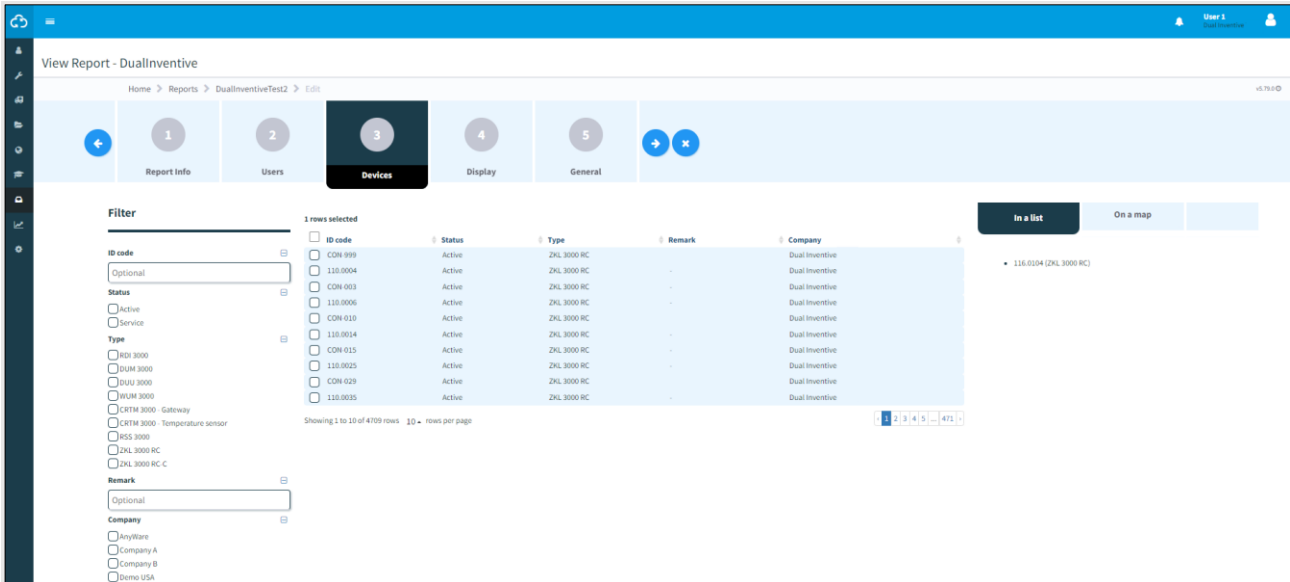 User 1
Dual Inventive
View Report - DualInventive
Home > Reports > DualInventiveTest2 > Edit
v5.79.0
1
2
3
4
5
Report Info
Users
Devices
Display
General
Filter
ID code
Optional
Status
Active
Service
Type
RDI 3000
DUM 3000
DUU 3000
WUM 3000
CRTM 3000 - Gateway
CRTM 3000 - Temperature sensor
RSS 3000
ZKL 3000 RC
ZKL 3000 RC-C
Remark
Optional
Company
AnyWare
Company A
Company B
Demo USA
1 rows selected
ID code Status Type Remark Company
CON-999 Active ZKL 3000 RC Dual Inventive
110.0004 Active ZKL 3000 RC - Dual Inventive
CON-003 Active ZKL 3000 RC - Dual Inventive
110.0006 Active ZKL 3000 RC - Dual Inventive
CON-010 Active ZKL 3000 RC - Dual Inventive
110.0014 Active ZKL 3000 RC - Dual Inventive
CON-015 Active ZKL 3000 RC - Dual Inventive
110.0025 Active ZKL 3000 RC - Dual Inventive
CON-029 Active ZKL 3000 RC Dual Inventive
110.0035 Active ZKL 3000 RC - Dual Inventive
Showing 1 to 10 of 4709 rows 10 rows per page
‹ 1 2 3 4 5 ... 471 ›
In a list
On a map
• 116.0104 (ZKL 3000 RC)